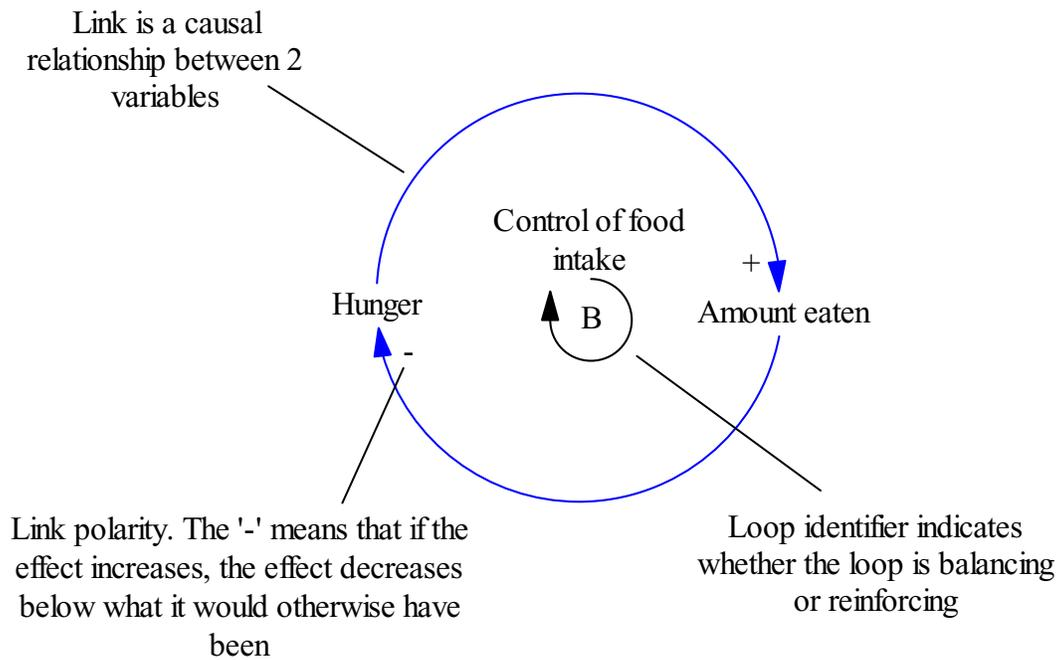 Link is a causal
relationship between 2
variables
Control of food
intake
+
Hunger
B
Amount eaten
-
Link polarity. The '-' means that if the
effect increases, the effect decreases
below what it would otherwise have
been
Loop identifier indicates
whether the loop is balancing
or reinforcing